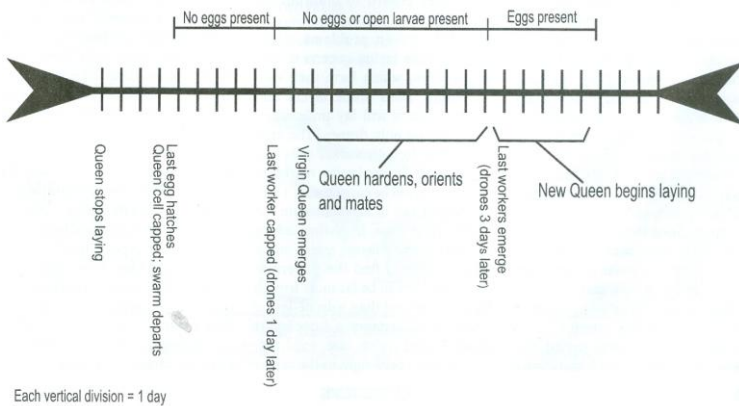 No eggs present
No eggs or open larvae present
Eggs present
Queen stops laying
Last egg hatches
Queen cell capped; swarm departs
Last worker capped (drones 1 day later)
Virgin Queen emerges
Queen hardens, orients
and mates
Last workers emerge
(drones 3 days later)
New Queen begins laying
Each vertical division = 1 day